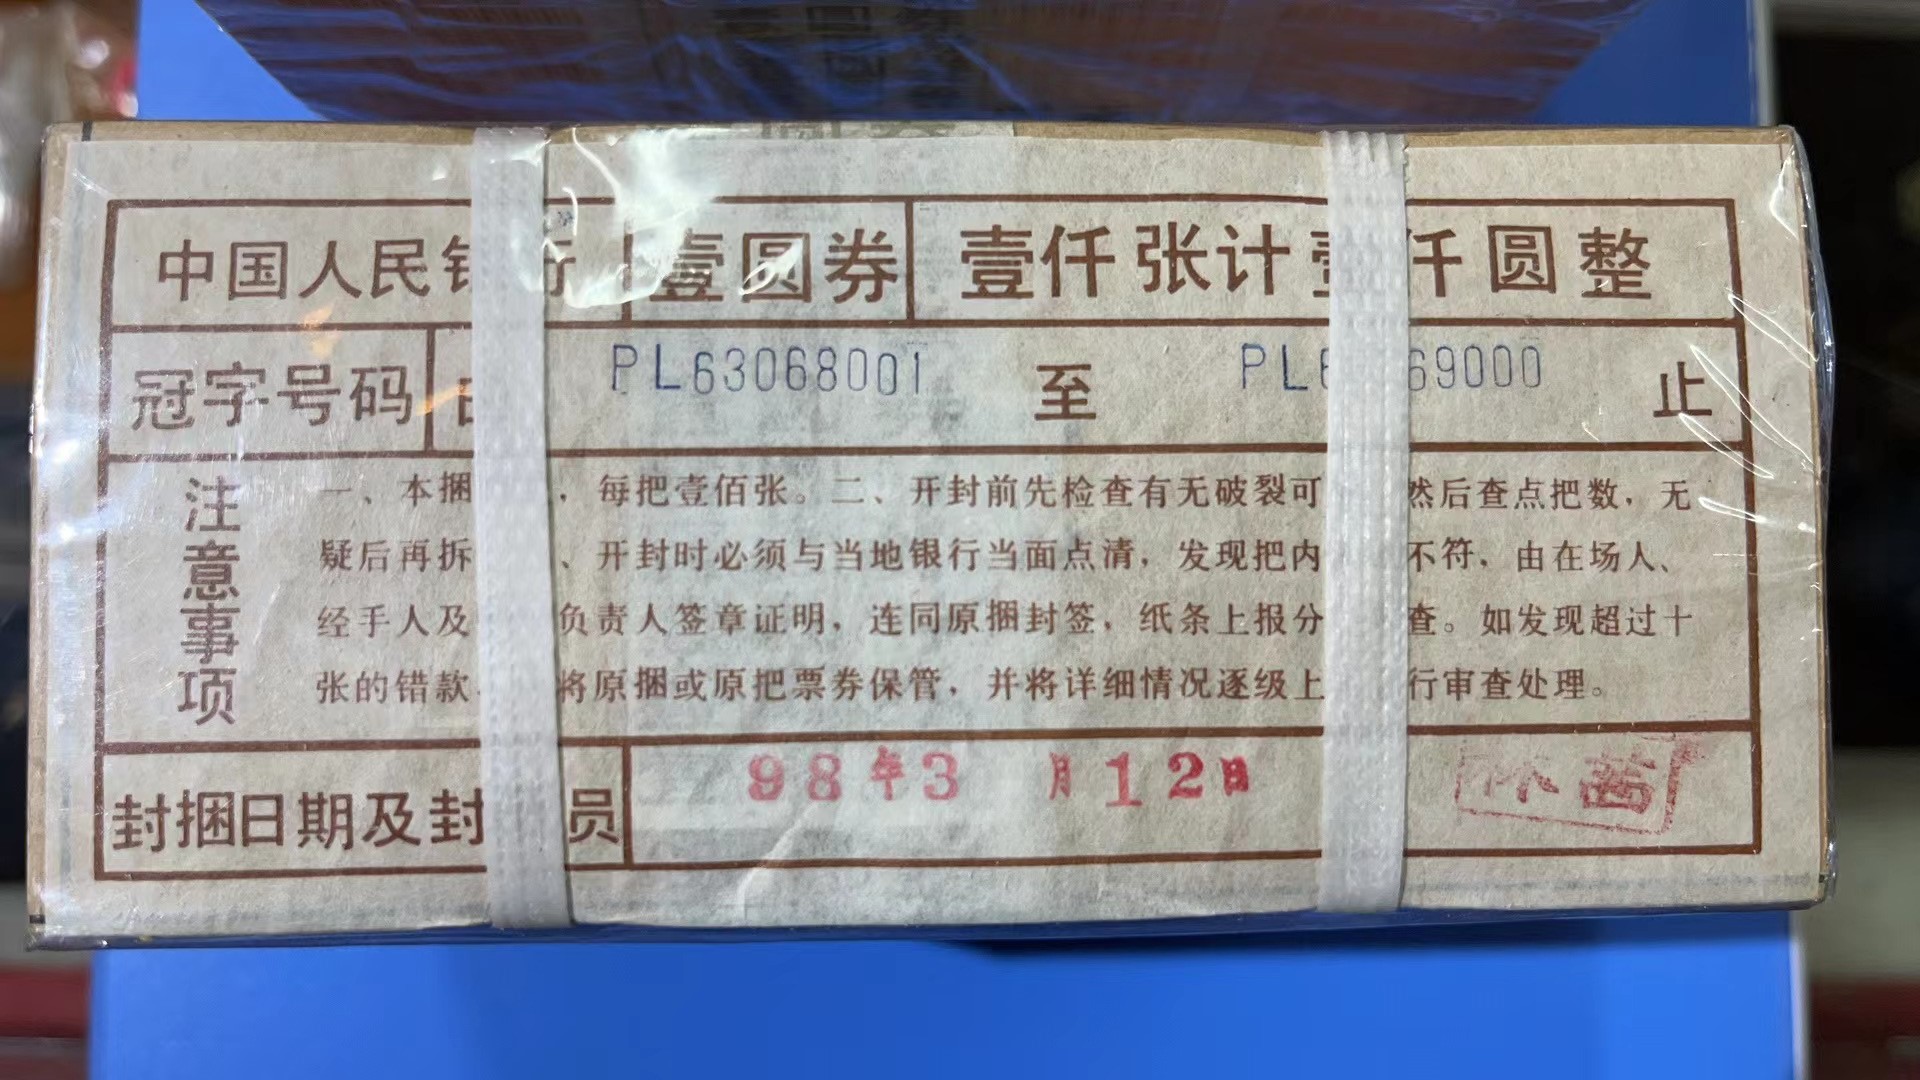 中国人民银行 壹圆券 壹仟张计壹仟圆整
冠字号码 由 PL63068001 至 PL6 69000 止
注意事项
一、本捆 ，每把壹佰张。二、开封前先检查有无破裂可 然后查点把数，无
疑后再拆 、开封时必须与当地银行当面点清，发现把内 不符，由在场人、
经手人及 负责人签章证明，连同原捆封签，纸条上报分 查。如发现超过十
张的错款， 将原捆或原把票券保管，并将详细情况逐级上 行审查处理。
封捆日期及封 员 98年3月12日